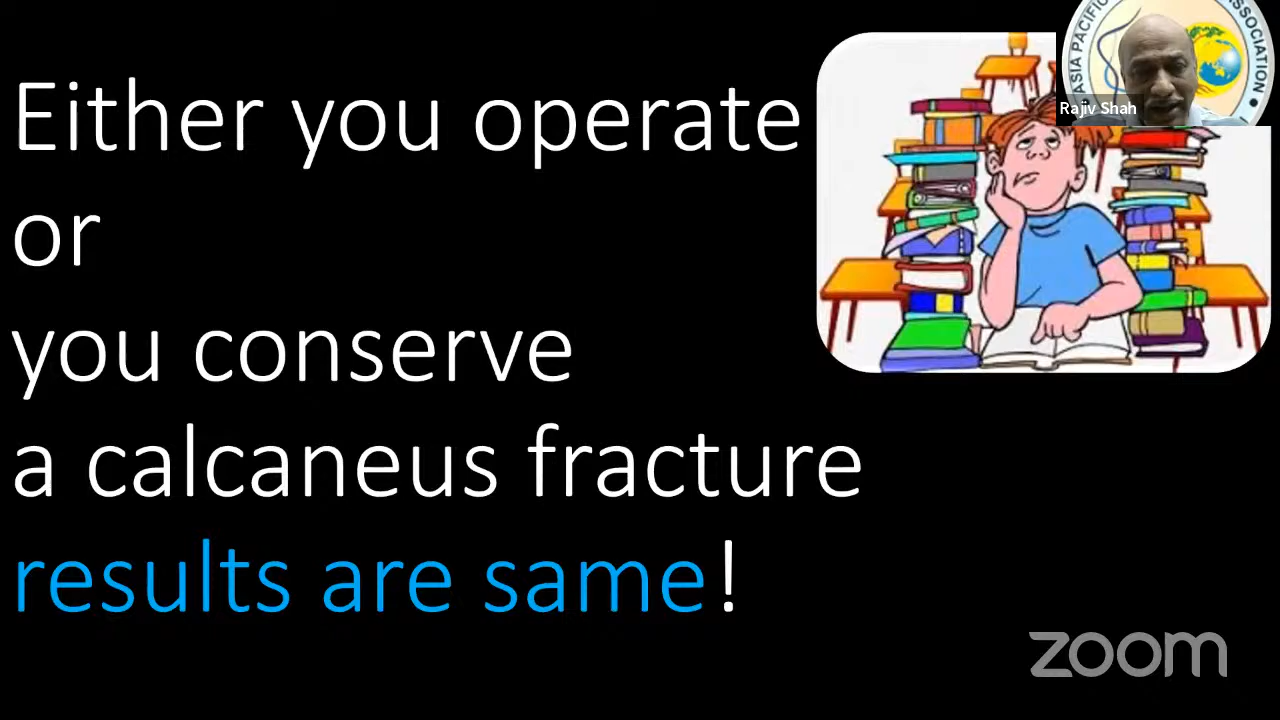 Either you operate
or
you conserve
a calcaneus fracture
results are same!
ASIA PACIFIC
ASSOCIATION
Rajiv Shah
zoom